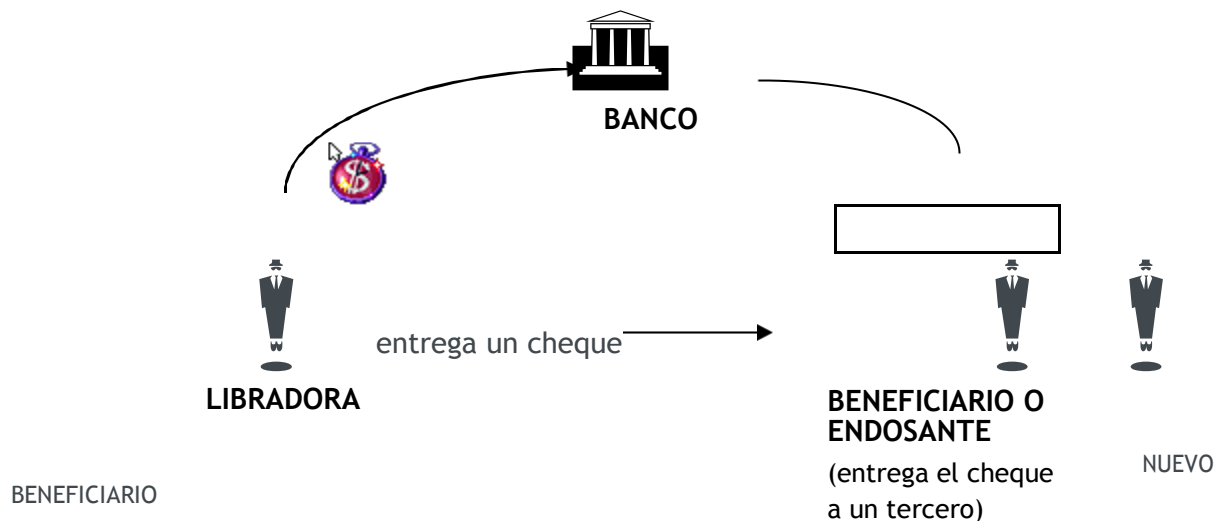 BANCO
entrega un cheque
LIBRADORA
BENEFICIARIO O
ENDOSANTE
(entrega el cheque
a un tercero)
NUEVO
BENEFICIARIO